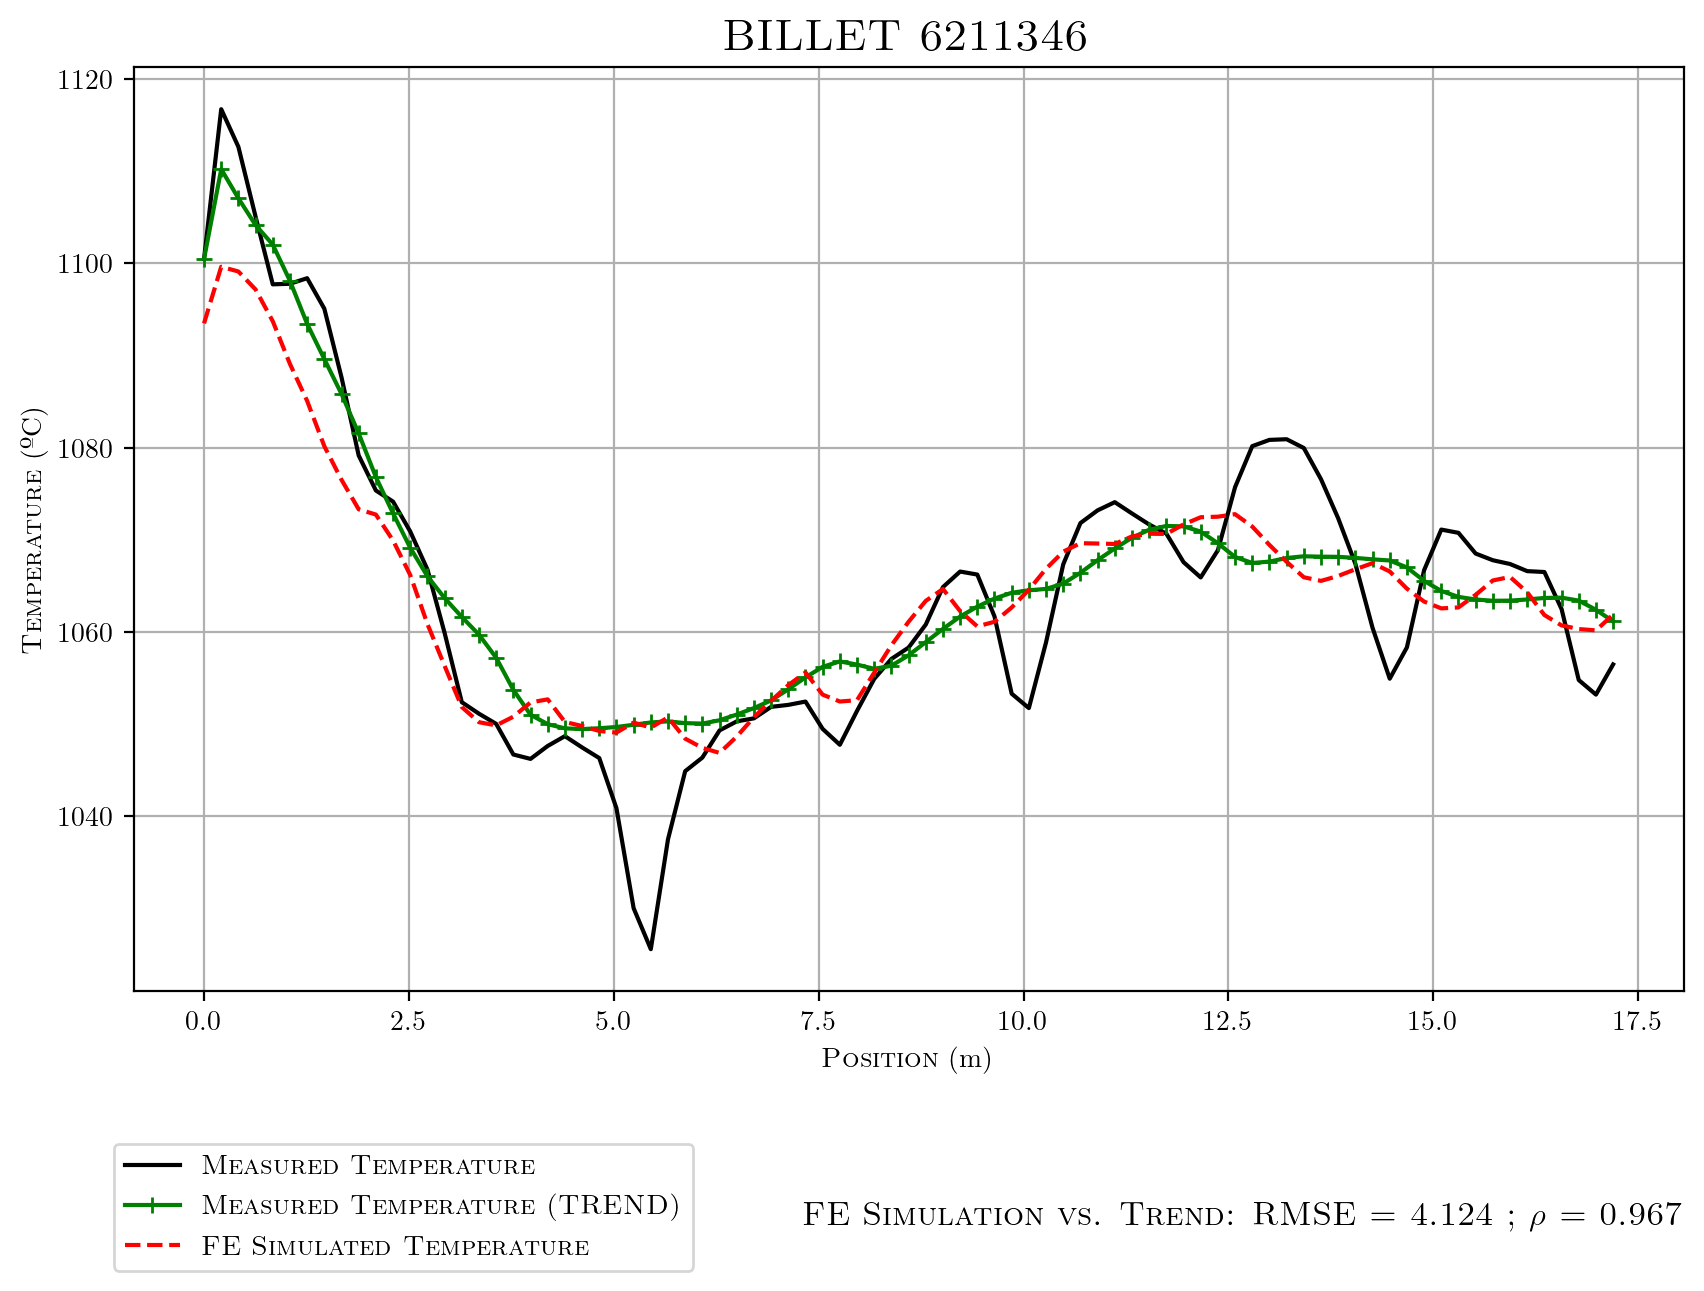 BILLET 6211346
1120
1100
1080
1060
1040
Temperature (ºC)
0.0 2.5 5.0 7.5 10.0 12.5 15.0 17.5
Position (m)
Measured Temperature
Measured Temperature (TREND)
FE Simulated Temperature
FE Simulation vs. Trend: RMSE = 4.124 ; ρ = 0.967